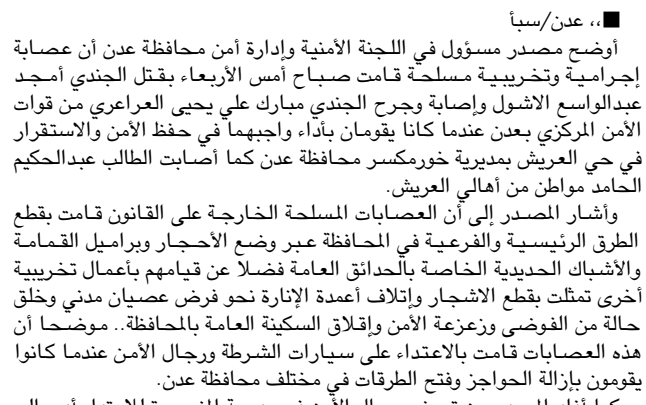 ■،، عدن/سبأ
أوضح مصدر مسؤول في اللجنة الأمنية وإدارة أمن محافظة عدن أن عصابة
إجرامية وتخريبية مسلحة قامت صباح أمس الأربعاء بقتل الجندي أمجد
عبدالواسع الاشول وإصابة وجرح الجندي مبارك علي يحيى العراعري من قوات
الأمن المركزي بعدن عندما كانا يقومان بأداء واجبهما في حفظ الأمن والاستقرار
في حي العريش بمديرية خورمكسر محافظة عدن كما أصابت الطالب عبدالحكيم
الحامد مواطن من أهالي العريش.
وأشار المصدر إلى أن العصابات المسلحة الخارجة على القانون قامت بقطع
الطرق الرئيسية والفرعية في المحافظة عبر وضع الأحجار وبراميل القمامة
والأشباك الحديدية الخاصة بالحدائق العامة فضلا عن قيامهم بأعمال تخريبية
أخرى تمثلت بقطع الاشجار وإتلاف أعمدة الإنارة نحو فرض عصيان مدني وخلق
حالة من الفوضى وزعزعة الأمن وإقلاق السكينة العامة بالمحافظة.. موضحا أن
هذه العصابات قامت بالاعتداء على سيارات الشرطة ورجال الأمن عندما كانوا
يقومون بإزالة الحواجز وفتح الطرقات في مختلف محافظة عدن.